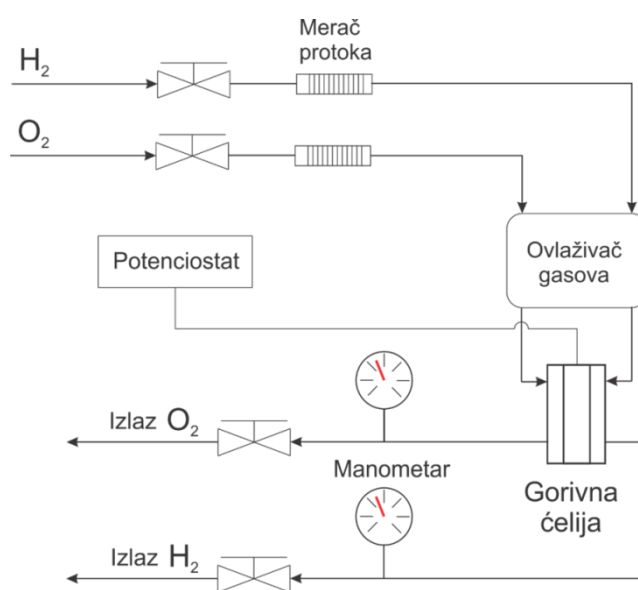 Merač
protoka
H₂
O₂
Ovlaživač
gasova
Potenciostat
Izlaz O₂
Manometar
Gorivna
ćelija
Izlaz H₂